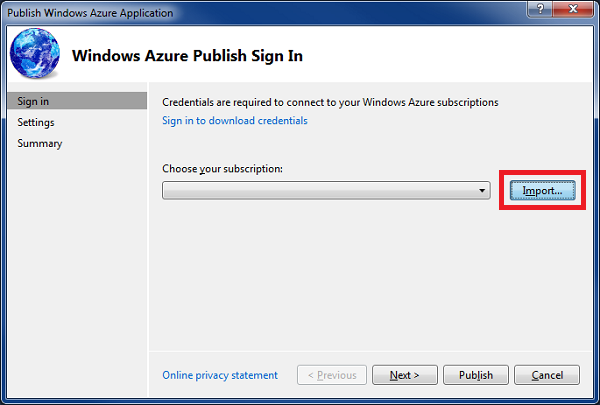 Publish Windows Azure Application
Windows Azure Publish Sign In
Sign in
Settings
Summary
Credentials are required to connect to your Windows Azure subscriptions
Sign in to download credentials
Choose your subscription:
Import...
Online privacy statement
< Previous
Next >
Publish
Cancel